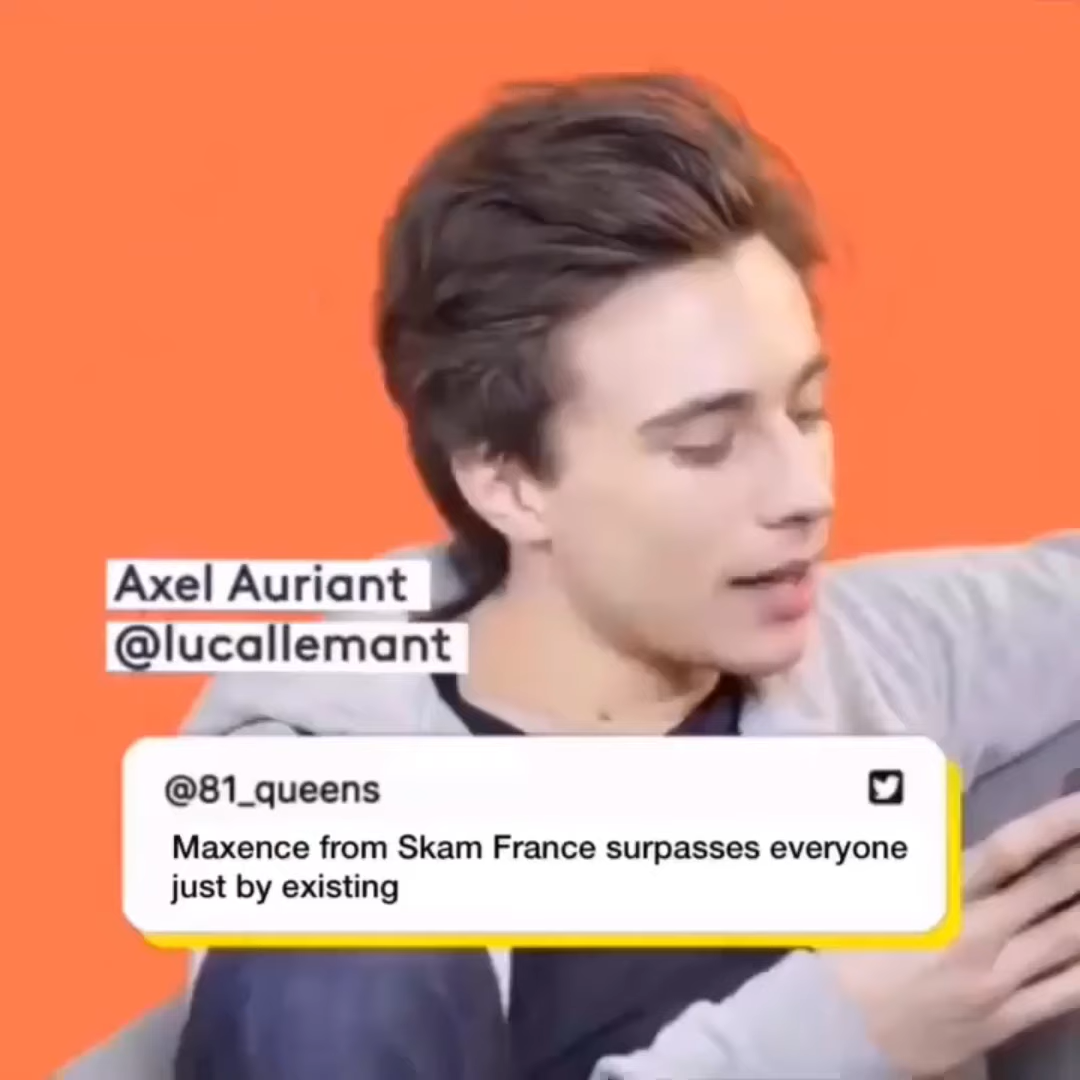 Axel Auriant
@lucallemant
@81_queens
Maxence from Skam France surpasses everyone
just by existing